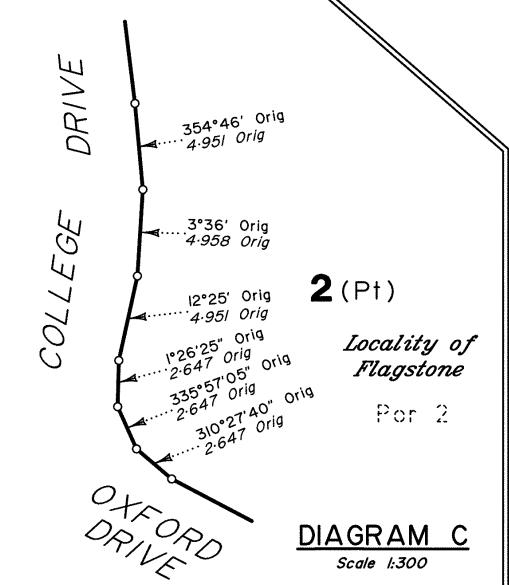 COLLEGE DRIVE
354°46' Orig
4·951 Orig
3°36' Orig
4·958 Orig
12°25' Orig
4·951 Orig
1°26'25" Orig
2·647 Orig
335°57'05" Orig
2·647 Orig
310°27'40" Orig
2·647 Orig
2 (Pt)
Locality of
Flagstone
Por 2
OXFORD
DRIVE
DIAGRAM C
Scale 1:300